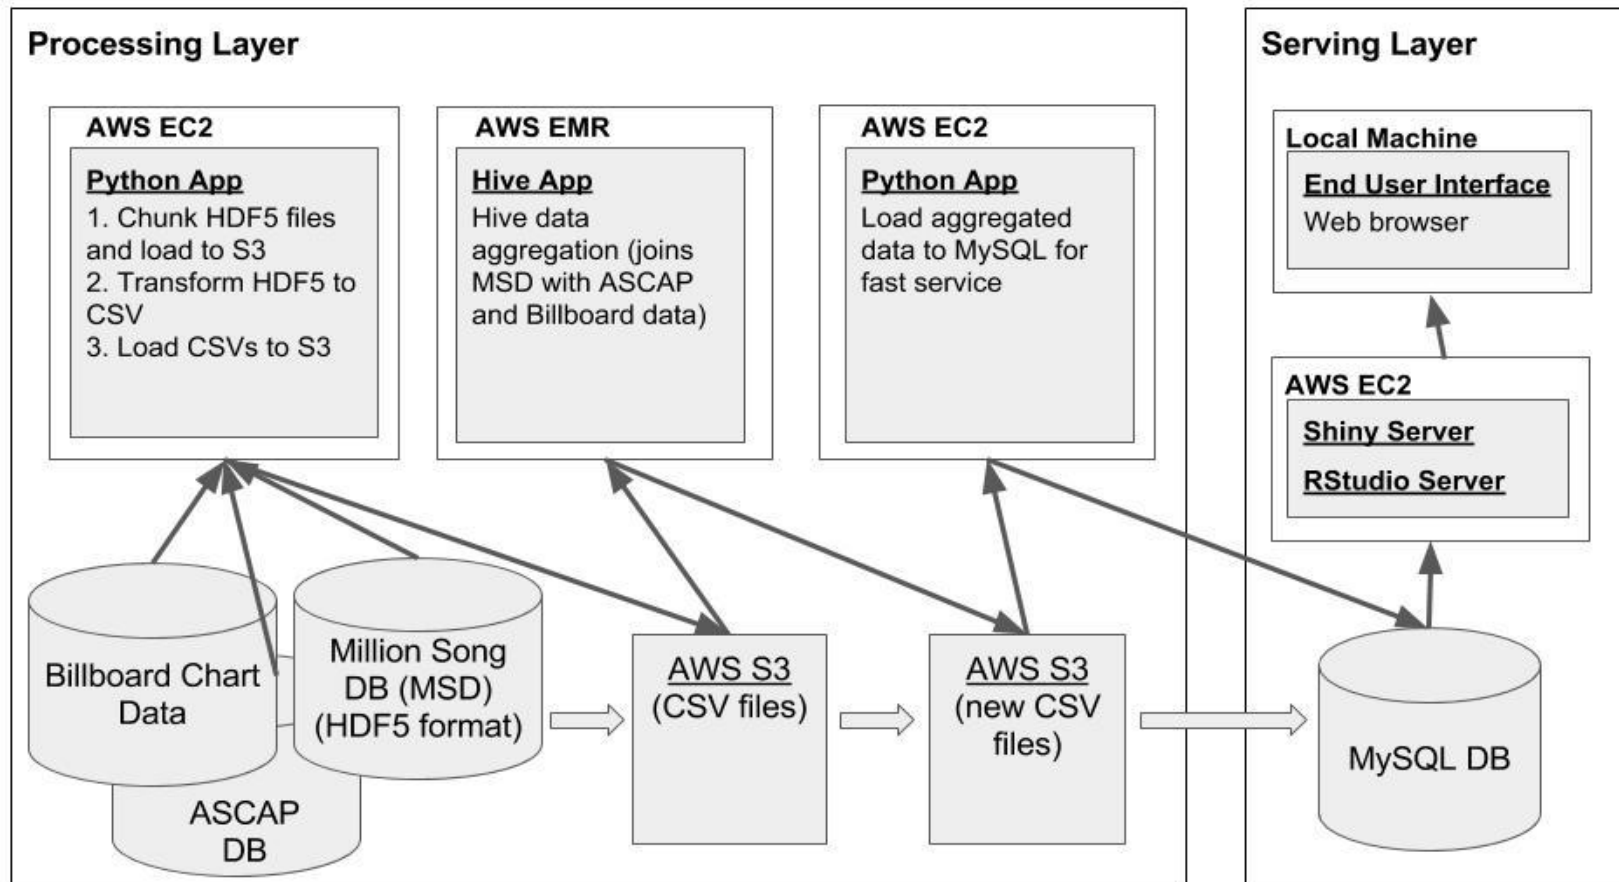 Processing Layer
AWS EC2
Python App
1. Chunk HDF5 files
and load to S3
2. Transform HDF5 to
CSV
3. Load CSVs to S3
AWS EMR
Hive App
Hive data
aggregation (joins
MSD with ASCAP
and Billboard data)
AWS EC2
Python App
Load aggregated
data to MySQL for
fast service
Billboard Chart
Data
Million Song
DB (MSD)
(HDF5 format)
ASCAP
DB
AWS S3
(CSV files)
AWS S3
(new CSV
files)
Serving Layer
Local Machine
End User Interface
Web browser
AWS EC2
Shiny Server
RStudio Server
MySQL DB